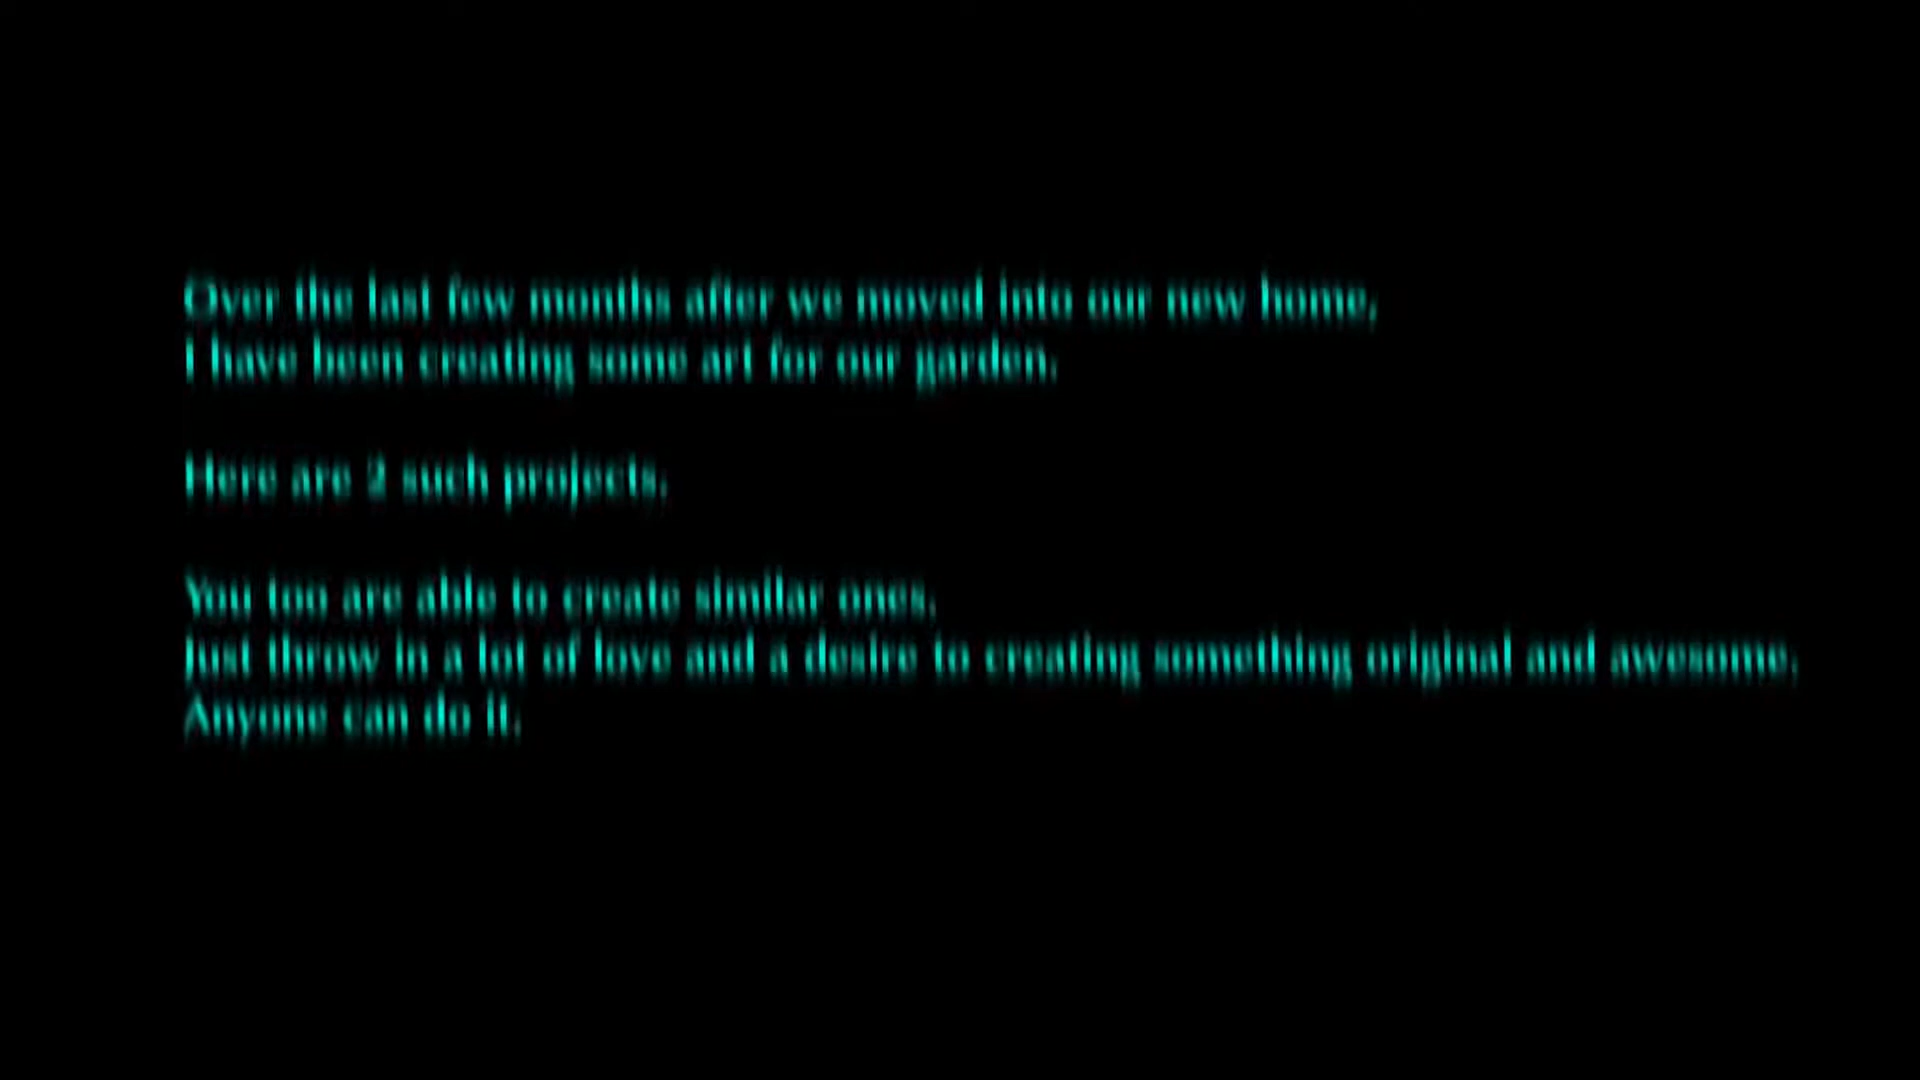 Over the last few months after we moved into our new home,
I have been creating some art for our garden.
Here are 2 such projects.
You too are able to create similar ones.
Just throw in a lot of love and a desire to creating something original and awesome.
Anyone can do it.